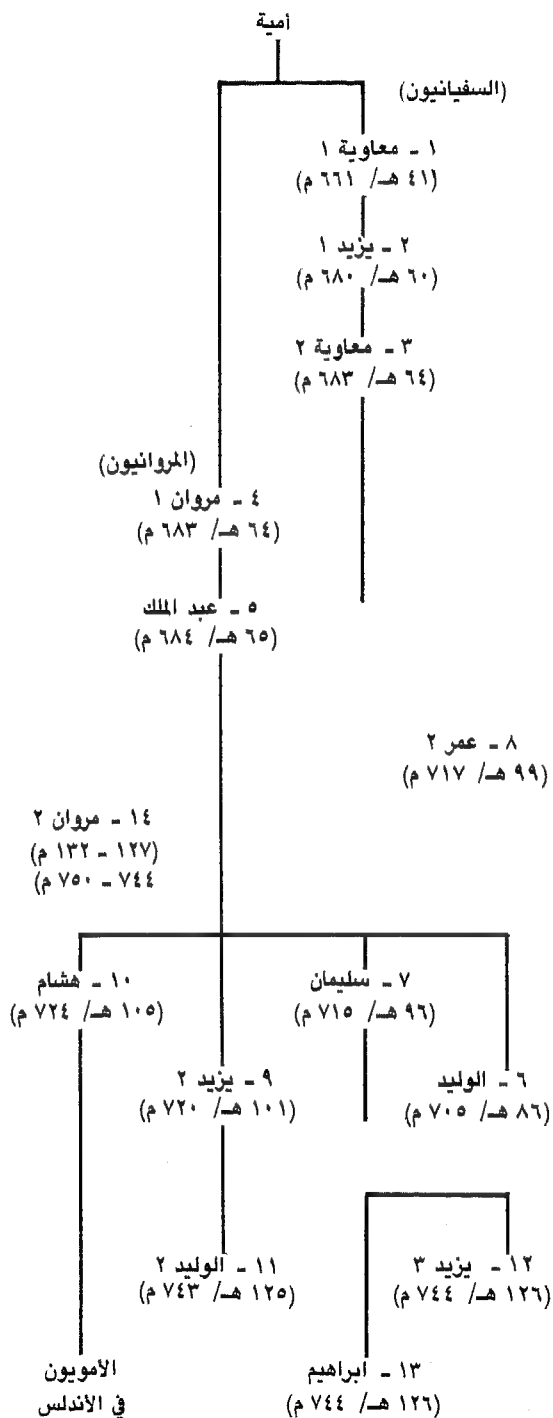 أمية
(السفيانيون)
١ - معاوية ١
(٤١ هـ/ ٦٦١ م)
٢ - يزيد ١
(٦٠ هـ/ ٦٨٠ م)
٣ - معاوية ٢
(٦٤ هـ/ ٦٨٣ م)
(المروانيون)
٤ - مروان ١
(٦٤ هـ/ ٦٨٣ م)
٥ - عبد الملك
(٦٥ هـ/ ٦٨٤ م)
٨ - عمر ٢
(٩٩ هـ/ ٧١٧ م)
١٤ - مروان ٢
(١٢٧ - ١٣٢ م)
٧٤٤ - ٧٥٠ م)
٧ - سليمان
(٩٦ هـ/ ٧١٥ م)
١٠ - هشام
(١٠٥ هـ/ ٧٢٤ م)
٦ - الوليد
(٨٦ هـ/ ٧٠٥ م)
٩ - يزيد ٢
(١٠١ هـ/ ٧٢٠ م)
١٢ - يزيد ٣
(١٢٦ هـ/ ٧٤٤ م)
١١ - الوليد ٢
(١٢٥ هـ/ ٧٤٣ م)
١٣ - ابراهيم
(١٢٦ هـ/ ٧٤٤ م)
الأمويون
في الأندلس